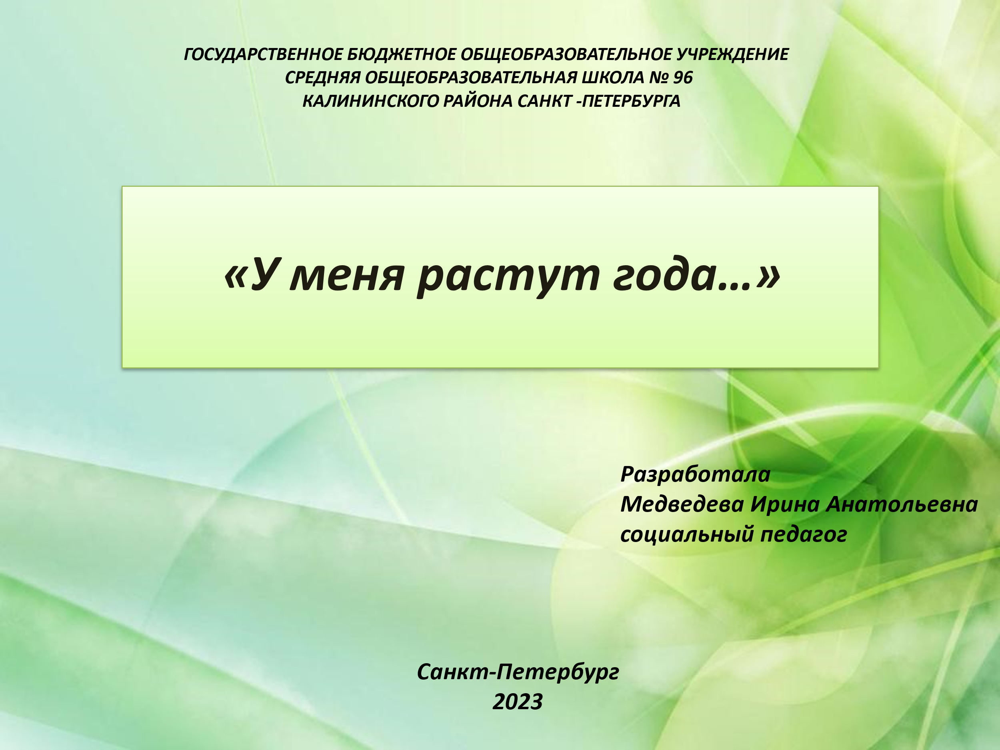 ГОСУДАРСТВЕННОЕ БЮДЖЕТНОЕ ОБЩЕОБРАЗОВАТЕЛЬНОЕ УЧРЕЖДЕНИЕ
СРЕДНЯЯ ОБЩЕОБРАЗОВАТЕЛЬНАЯ ШКОЛА № 96
КАЛИНИНСКОГО РАЙОНА САНКТ -ПЕТЕРБУРГА
«У меня растут года…»
Разработала
Медведева Ирина Анатольевна
социальный педагог
Санкт-Петербург
2023